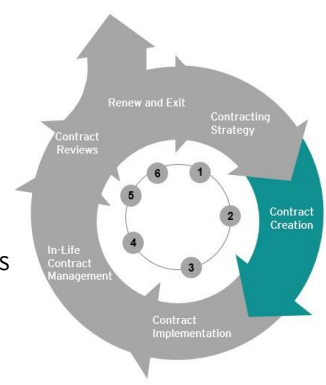 Renew and Exit
Contracting
Strategy
Contract
Creation
Contract
Implementation
In-Life
Contract
Management
Contract
Reviews
1
2
3
4
5
6
S